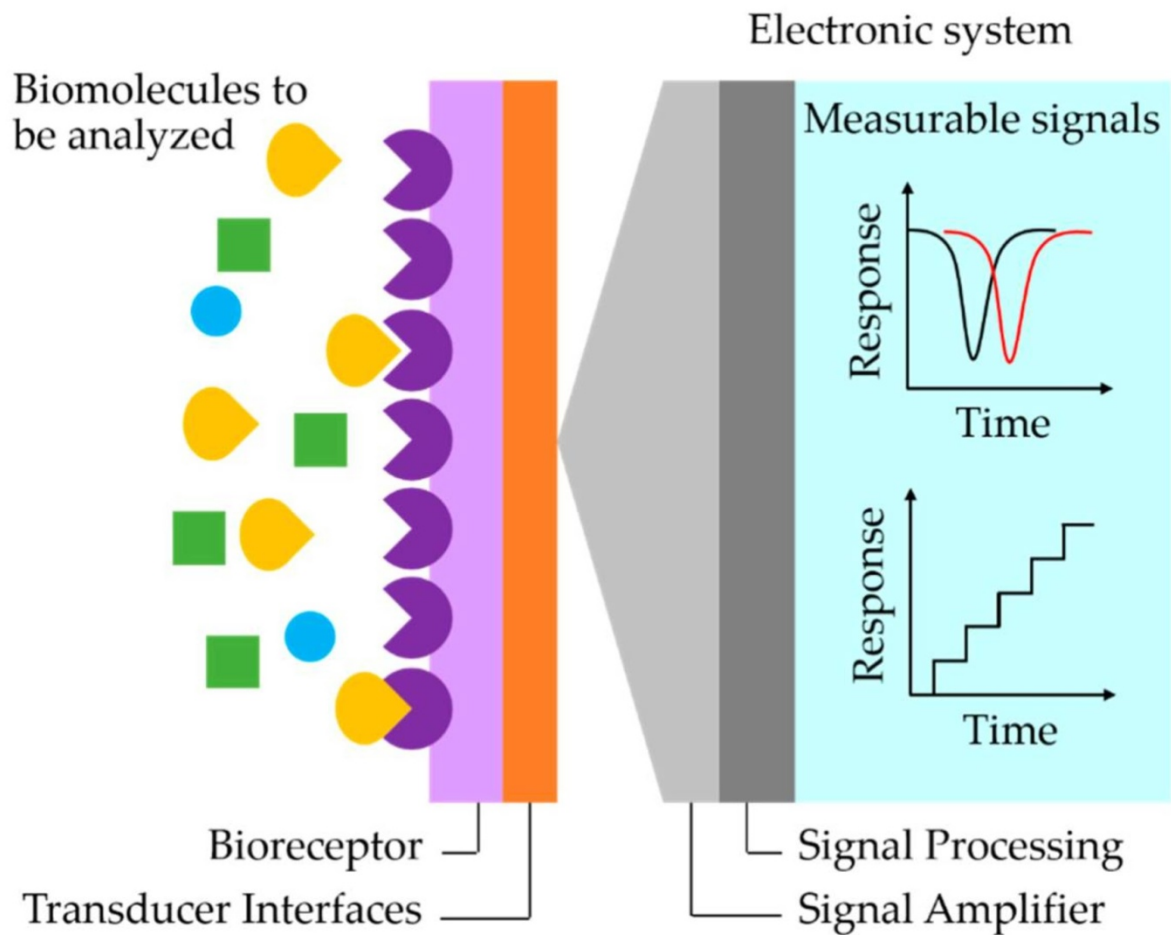 Electronic system
Biomolecules to
be analyzed
Measurable signals
Response
Time
Response
Time
Bioreceptor
Transducer Interfaces
Signal Processing
Signal Amplifier